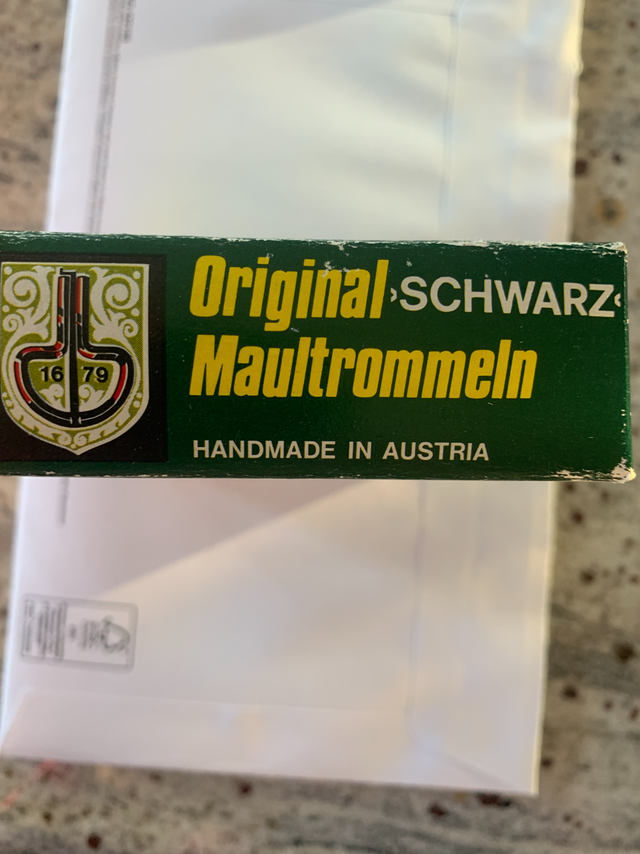 Original ›SCHWARZ‹
Maultrommeln
HANDMADE IN AUSTRIA
16 79